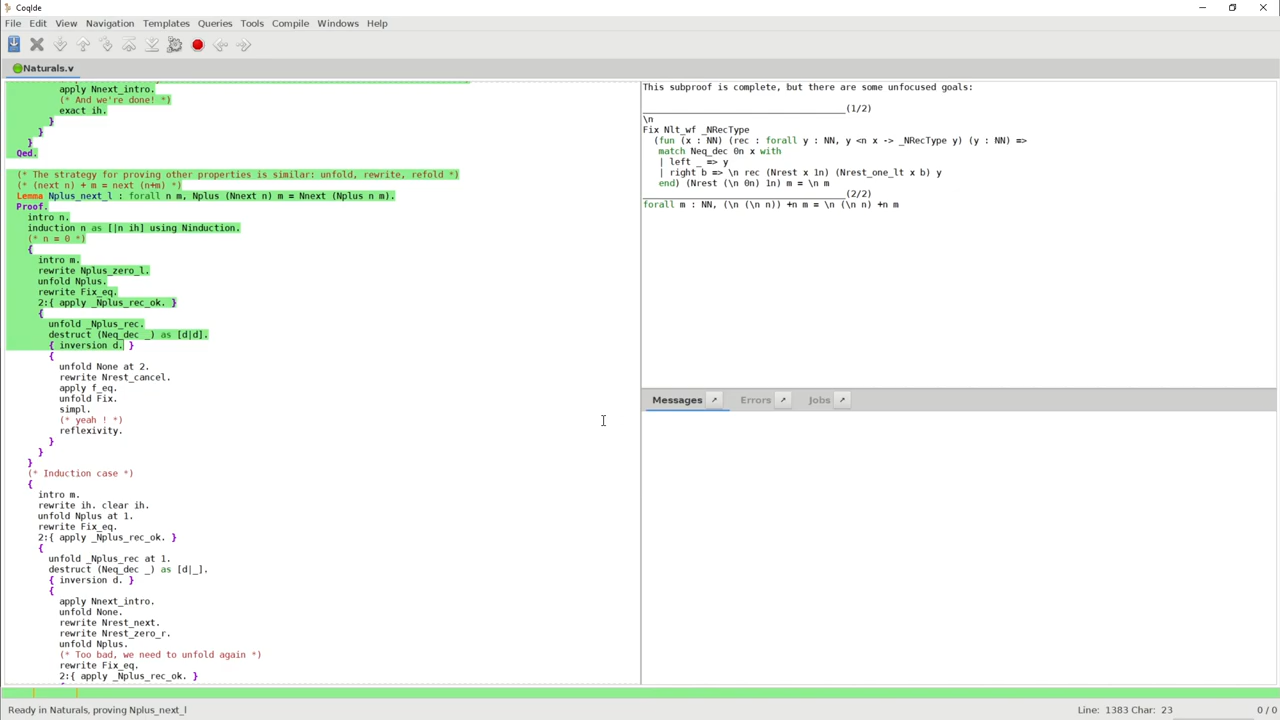 CoqIde
File Edit View Navigation Templates Queries Tools Compile Windows Help
Naturals.v
apply Nnext_intro.
(* And we're done! *)
exact ih.
}
}
}
Qed.
(* The strategy for proving other properties is similar: unfold, rewrite, refold *)
(* (next n) + m = next (n+m) *)
Lemma Nplus_next_l : forall n m, Nplus (Nnext n) m = Nnext (Nplus n m).
Proof.
intro n.
induction n as [|n ih] using Ninduction.
(* n = 0 *)
{
intro m.
rewrite Nplus_zero_l.
unfold Nplus.
rewrite Fix_eq.
2:{ apply _Nplus_rec_ok. }
{
unfold _Nplus_rec.
destruct (Neq_dec _) as [d|d].
{ inversion d. }
{
unfold None at 2.
rewrite Nrest_cancel.
apply f_eq.
unfold Fix.
simpl.
(* yeah ! *)
reflexivity.
}
}
}
(* Induction case *)
{
intro m.
rewrite ih. clear ih.
unfold Nplus at 1.
rewrite Fix_eq.
2:{ apply _Nplus_rec_ok. }
{
unfold _Nplus_rec at 1.
destruct (Neq_dec _) as [d|_].
{ inversion d. }
{
apply Nnext_intro.
unfold None.
rewrite Nrest_next.
rewrite Nrest_zero_r.
unfold Nplus.
(* Too bad, we need to unfold again *)
rewrite Fix_eq.
2:{ apply _Nplus_rec_ok. }
This subproof is complete, but there are some unfocused goals:
______________________________________(1/2)
\n
Fix Nlt_wf _NRecType
(fun (x : NN) (rec : forall y : NN, y <n x -> _NRecType y) (y : NN) =>
match Neq_dec 0n x with
| left _ => y
| right b => \n rec (Nrest x 1n) (Nrest_one_lt x b) y
end) (Nrest (\n 0n) 1n) m = \n m
______________________________________(2/2)
forall m : NN, (\n (\n n)) +n m = \n (\n n) +n m
Messages Errors Jobs
Ready in Naturals, proving Nplus_next_l
Line: 1383 Char: 23
0 / 0